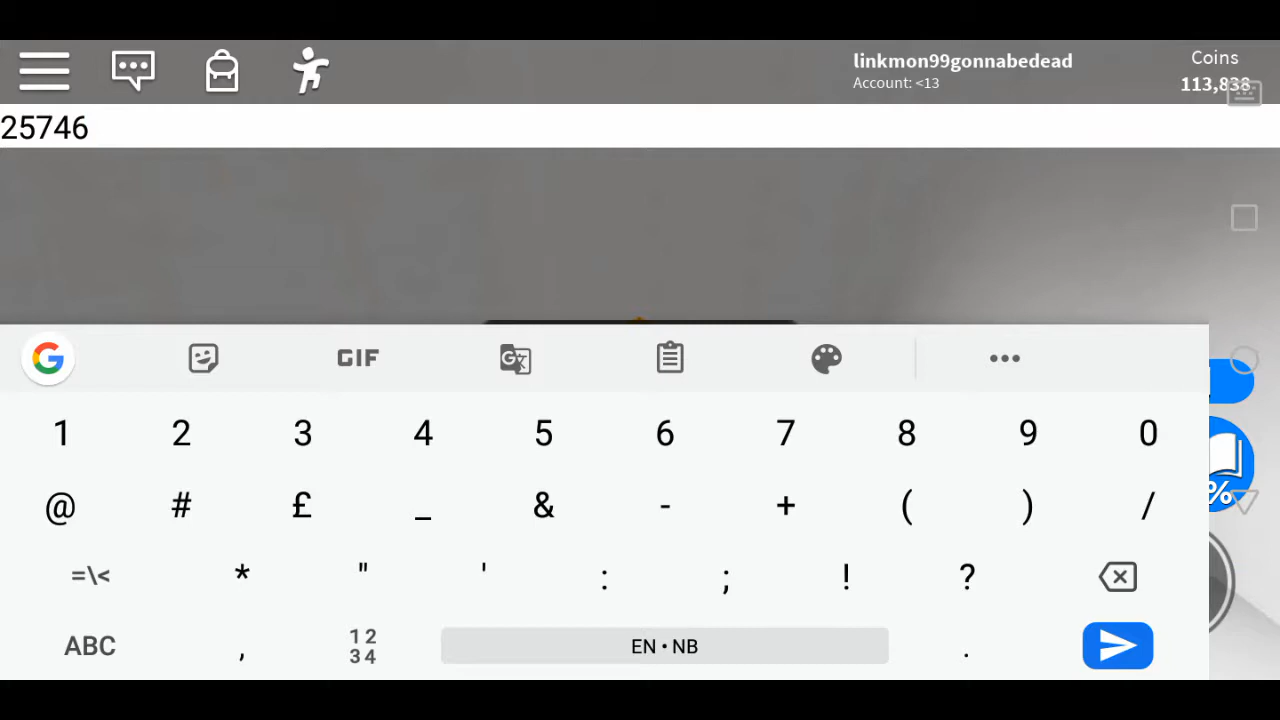 linkmon99gonnabedead
Coins
Account: <13
113,838
25746
GIF
1 2 3 4 5 6 7 8 9 0
@ # £ _ & - + ( ) /
=\< * " ' : ; ! ?
ABC , 12 34 EN • NB .
%